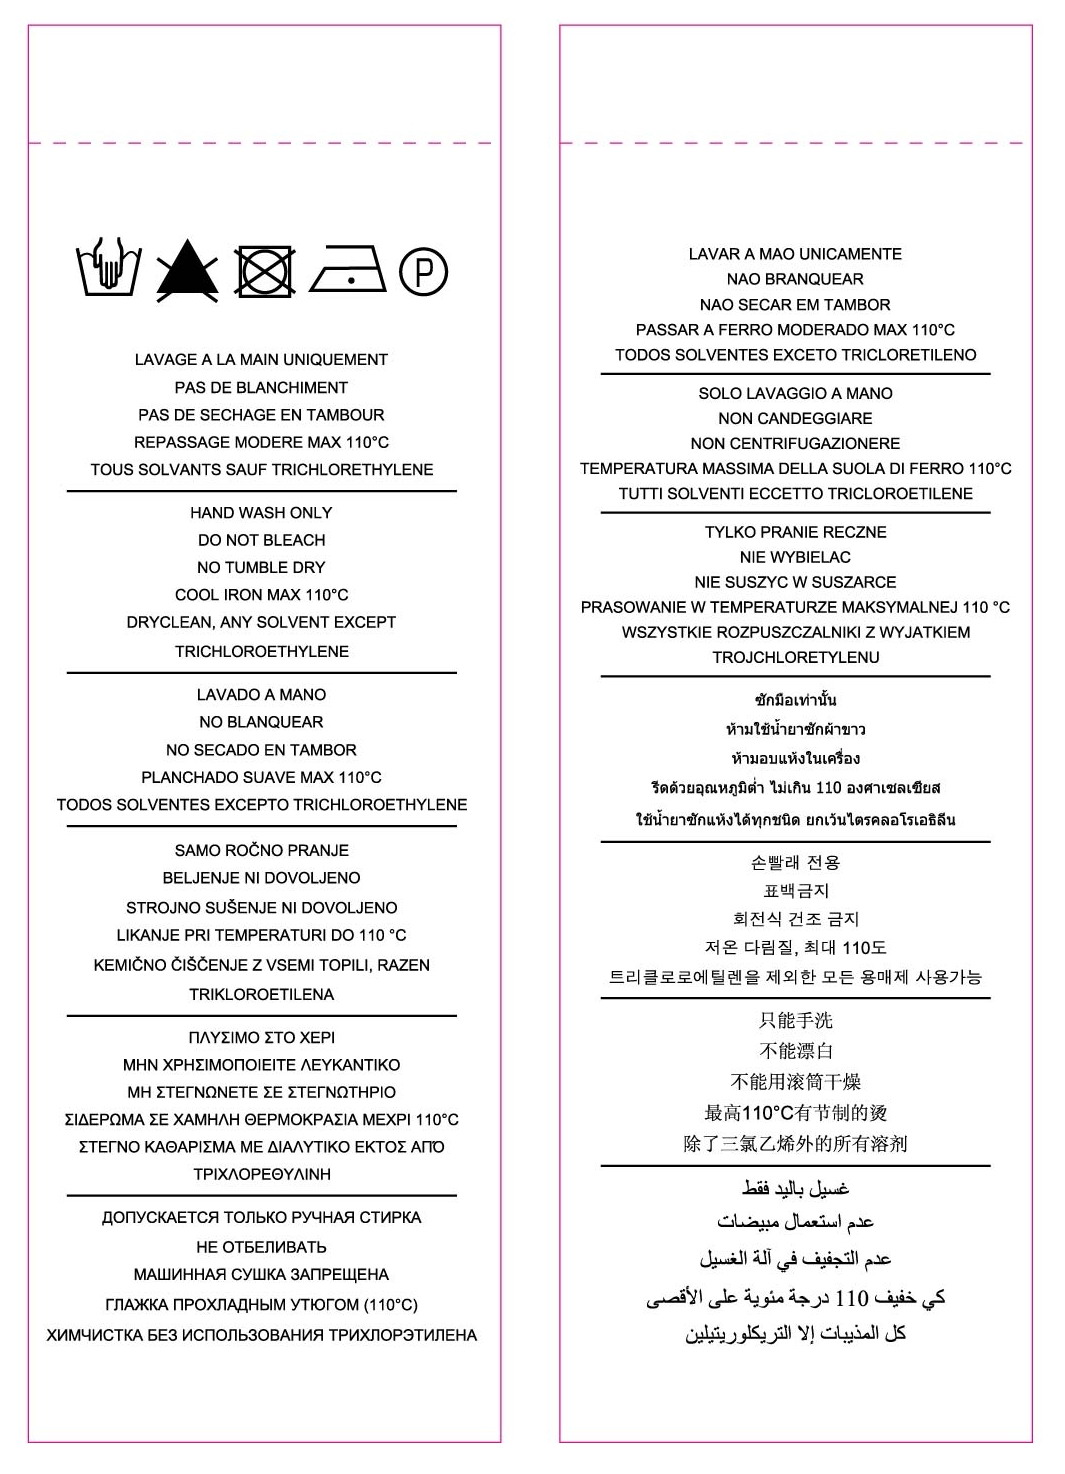 P
LAVAGE A LA MAIN UNIQUEMENT
PAS DE BLANCHIMENT
PAS DE SECHAGE EN TAMBOUR
REPASSAGE MODERE MAX 110°C
TOUS SOLVANTS SAUF TRICHLORETHYLENE
HAND WASH ONLY
DO NOT BLEACH
NO TUMBLE DRY
COOL IRON MAX 110°C
DRYCLEAN, ANY SOLVENT EXCEPT
TRICHLOROETHYLENE
LAVADO A MANO
NO BLANQUEAR
NO SECADO EN TAMBOR
PLANCHADO SUAVE MAX 110°C
TODOS SOLVENTES EXCEPTO TRICHLOROETHYLENE
SAMO ROČNO PRANJE
BELJENJE NI DOVOLJENO
STROJNO SUŠENJE NI DOVOLJENO
LIKANJE PRI TEMPERATURI DO 110 °C
KEMIČNO ČIŠČENJE Z VSEMI TOPILI, RAZEN
TRIKLOROETILENA
ΠΛΥΣΙΜΟ ΣΤΟ ΧΕΡΙ
ΜΗΝ ΧΡΗΣΙΜΟΠΟΙΕΙΤΕ ΛΕΥΚΑΝΤΙΚΟ
ΜΗ ΣΤΕΓΝΩΝΕΤΕ ΣΕ ΣΤΕΓΝΩΤΗΡΙΟ
ΣΙΔΕΡΩΜΑ ΣΕ ΧΑΜΗΛΗ ΘΕΡΜΟΚΡΑΣΙΑ ΜΕΧΡΙ 110°C
ΣΤΕΓΝΟ ΚΑΘΑΡΙΣΜΑ ΜΕ ΔΙΑΛΥΤΙΚΟ ΕΚΤΟΣ ΑΠΌ
ΤΡΙΧΛΟΡΕΘΥΛΙΝΗ
ДОПУСКАЕТСЯ ТОЛЬКО РУЧНАЯ СТИРКА
НЕ ОТБЕЛИВАТЬ
МАШИННАЯ СУШКА ЗАПРЕЩЕНА
ГЛАЖКА ПРОХЛАДНЫМ УТЮГОМ (110°C)
ХИМЧИСТКА БЕЗ ИСПОЛЬЗОВАНИЯ ТРИХЛОРЭТИЛЕНА
LAVAR A MAO UNICAMENTE
NAO BRANQUEAR
NAO SECAR EM TAMBOR
PASSAR A FERRO MODERADO MAX 110°C
TODOS SOLVENTES EXCETO TRICLORETILENO
SOLO LAVAGGIO A MANO
NON CANDEGGIARE
NON CENTRIFUGAZIONERE
TEMPERATURA MASSIMA DELLA SUOLA DI FERRO 110°C
TUTTI SOLVENTI ECCETTO TRICLOROETILENE
TYLKO PRANIE RECZNE
NIE WYBIELAC
NIE SUSZYC W SUSZARCE
PRASOWANIE W TEMPERATURZE MAKSYMALNEJ 110 °C
WSZYSTKIE ROZPUSZCZALNIKI Z WYJATKIEM
TROJCHLORETYLENU
ซักมือเท่านั้น
ห้ามใช้น้ำยาซักผ้าขาว
ห้ามอบแห้งในเครื่อง
รีดด้วยอุณหภูมิต่ำ ไม่เกิน 110 องศาเซลเซียส
ใช้น้ำยาซักแห้งได้ทุกชนิด ยกเว้นไตรคลอโรเอธิลีน
손빨래 전용
표백금지
회전식 건조 금지
저온 다림질, 최대 110도
트리클로로에틸렌을 제외한 모든 용매제 사용가능
只能手洗
不能漂白
不能用滚筒干燥
最高110°C有节制的烫
除了三氯乙烯外的所有溶剂
غسيل باليد فقط
عدم استعمال مبيضات
عدم التجفيف في آلة الغسيل
كي خفيف 110 درجة مئوية على الأقصى
كل المذيبات إلا التريكلوريتيلين